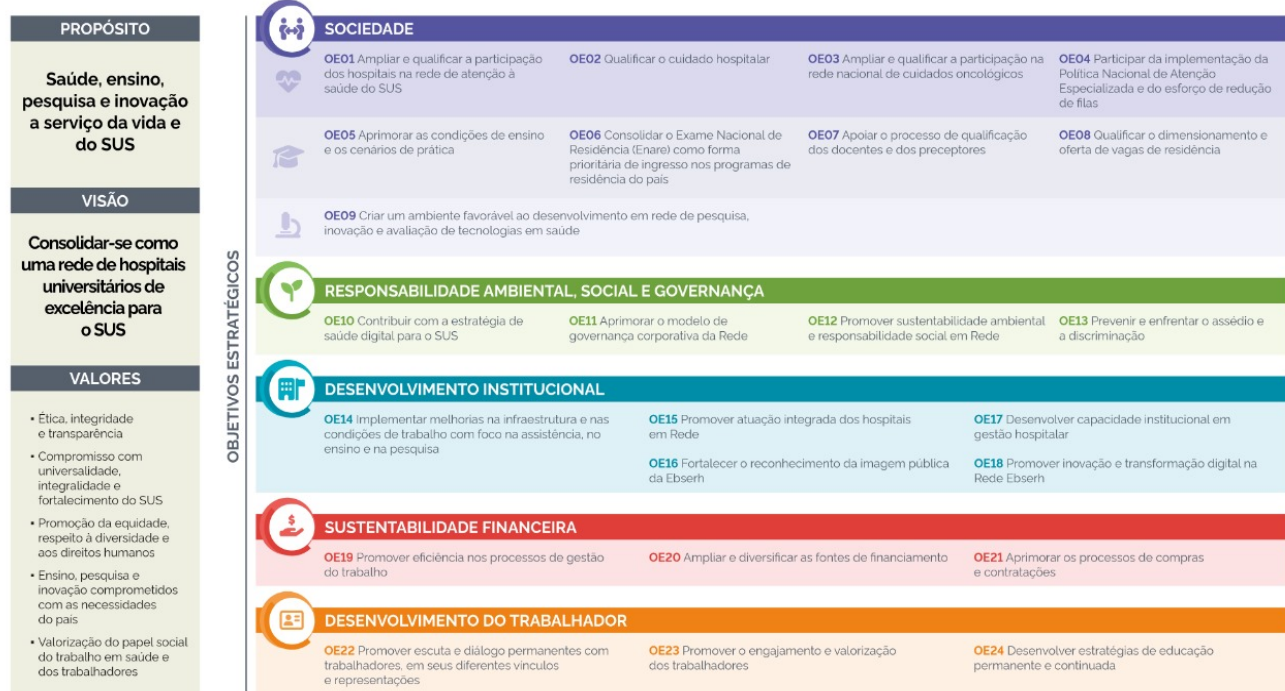 PROPÓSITO
Saúde, ensino,
pesquisa e inovação
a serviço da vida e
do SUS
VISÃO
Consolidar-se como
uma rede de hospitais
universitários de
excelência para
o SUS
VALORES
• Ética, integridade
e transparência
• Compromisso com
universalidade,
integralidade e
fortalecimento do SUS
• Promoção da equidade,
respeito à diversidade e
aos direitos humanos
• Ensino, pesquisa e
inovação comprometidos
com as necessidades
do país
• Valorização do papel social
do trabalho em saúde e
dos trabalhadores
OBJETIVOS ESTRATÉGICOS
SOCIEDADE
OE01 Ampliar e qualificar a participação
dos hospitais na rede de atenção à
saúde do SUS
OE02 Qualificar o cuidado hospitalar
OE03 Ampliar e qualificar a participação na
rede nacional de cuidados oncológicos
OE04 Participar da implementação da
Política Nacional de Atenção
Especializada e do esforço de redução
de filas
OE05 Aprimorar as condições de ensino
e os cenários de prática
OE06 Consolidar o Exame Nacional de
Residência (Enare) como forma
prioritária de ingresso nos programas de
residência do país
OE07 Apoiar o processo de qualificação
dos docentes e dos preceptores
OE08 Qualificar o dimensionamento e
oferta de vagas de residência
OE09 Criar um ambiente favorável ao desenvolvimento em rede de pesquisa,
inovação e avaliação de tecnologias em saúde
RESPONSABILIDADE AMBIENTAL, SOCIAL E GOVERNANÇA
OE10 Contribuir com a estratégia de
saúde digital para o SUS
OE11 Aprimorar o modelo de
governança corporativa da Rede
OE12 Promover sustentabilidade ambiental
e responsabilidade social em Rede
OE13 Prevenir e enfrentar o assédio e
a discriminação
DESENVOLVIMENTO INSTITUCIONAL
OE14 Implementar melhorias na infraestrutura e nas
condições de trabalho com foco na assistência, no
ensino e na pesquisa
OE15 Promover atuação integrada dos hospitais
em Rede
OE16 Fortalecer o reconhecimento da imagem pública
da Ebserh
OE17 Desenvolver capacidade institucional em
gestão hospitalar
OE18 Promover inovação e transformação digital na
Rede Ebserh
$
SUSTENTABILIDADE FINANCEIRA
OE19 Promover eficiência nos processos de gestão
do trabalho
OE20 Ampliar e diversificar as fontes de financiamento
OE21 Aprimorar os processos de compras
e contratações
DESENVOLVIMENTO DO TRABALHADOR
OE22 Promover escuta e diálogo permanentes com
trabalhadores, em seus diferentes vínculos
e representações
OE23 Promover o engajamento e valorização
dos trabalhadores
OE24 Desenvolver estratégias de educação
permanente e continuada